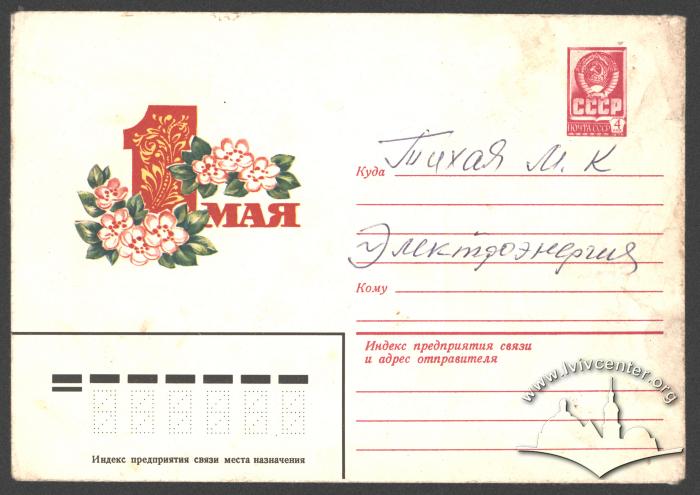 1 МАЯ
СССР
ПОЧТА СССР 4
Куда Тихая М. К
Электроэнергия
Кому
Индекс предприятия связи
и адрес отправителя
Индекс предприятия связи места назначения
www.lvivcenter.org